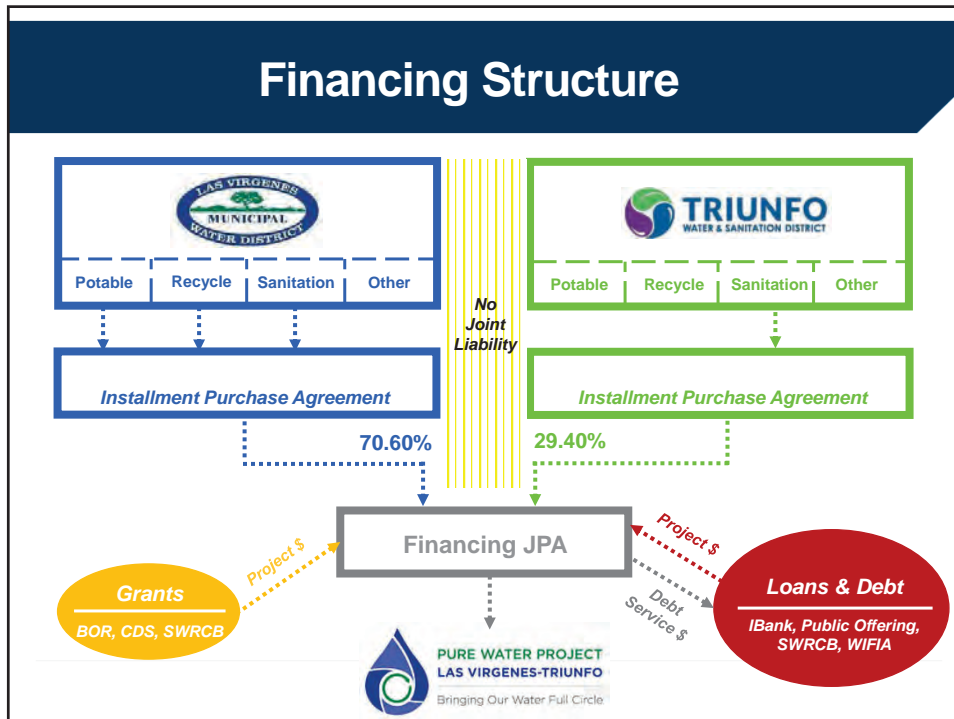 Financing Structure
LAS VIRGENES
MUNICIPAL
WATER DISTRICT
Potable
Recycle
Sanitation
Other
TRIUNFO
WATER & SANITATION DISTRICT
Potable
Recycle
Sanitation
Other
No
Joint
Liability
Installment Purchase Agreement
Installment Purchase Agreement
70.60%
29.40%
Financing JPA
Project $
Grants
BOR, CDS, SWRCB
Project $
Debt
Service $
Loans & Debt
IBank, Public Offering,
SWRCB, WIFIA
PURE WATER PROJECT
LAS VIRGENES-TRIUNFO
Bringing Our Water Full Circle